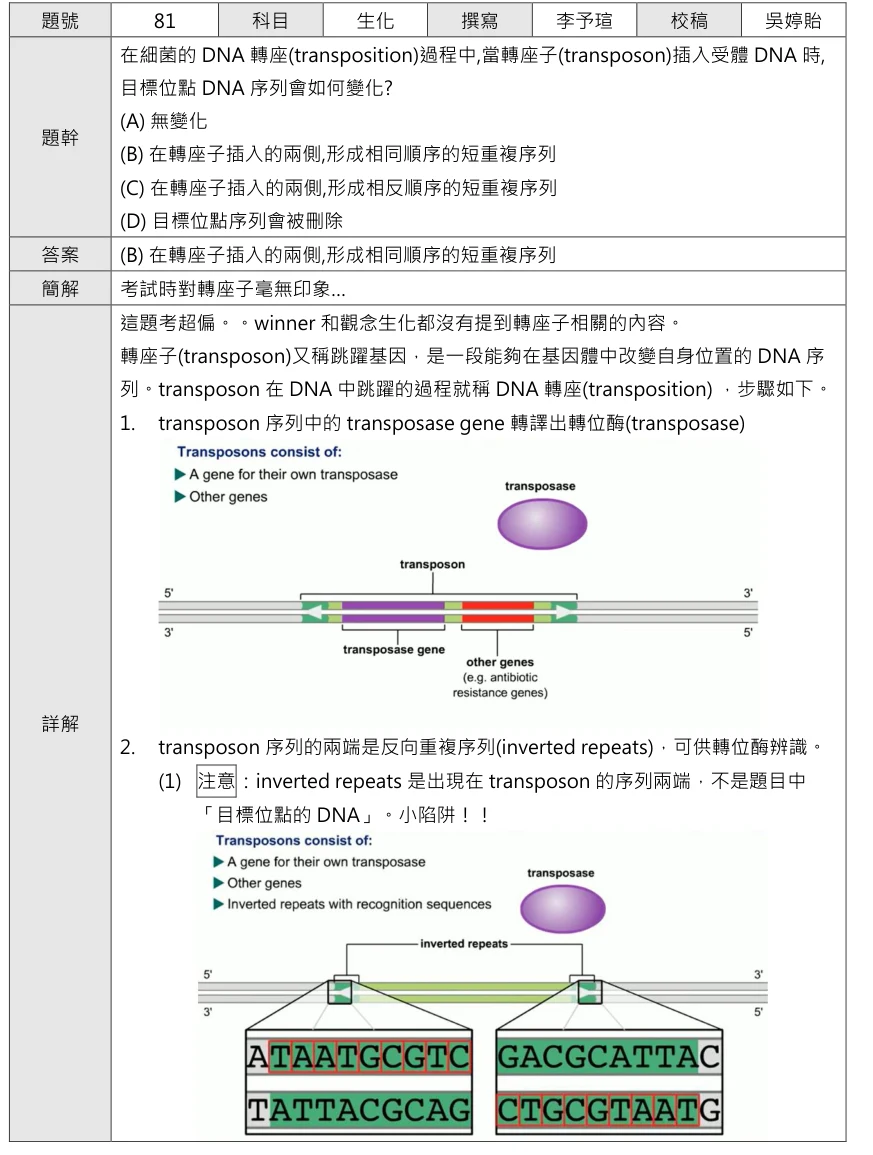 題號 81 科目 生化 撰寫 李予瑄 校稿 吳婷貽
題幹
在細菌的 DNA 轉座(transposition)過程中,當轉座子(transposon)插入受體 DNA 時,
目標位點 DNA 序列會如何變化?
(A) 無變化
(B) 在轉座子插入的兩側,形成相同順序的短重複序列
(C) 在轉座子插入的兩側,形成相反順序的短重複序列
(D) 目標位點序列會被刪除
答案 (B) 在轉座子插入的兩側,形成相同順序的短重複序列
簡解 考試時對轉座子毫無印象...
詳解
這題考超偏。。winner 和觀念生化都沒有提到轉座子相關的內容。
轉座子(transposon)又稱跳躍基因，是一段能夠在基因體中改變自身位置的 DNA 序
列。transposon 在 DNA 中跳躍的過程就稱 DNA 轉座(transposition) ，步驟如下。
1. transposon 序列中的 transposase gene 轉譯出轉位酶(transposase)
Transposons consist of:
A gene for their own transposase
Other genes
transposase
transposon
5' 3'
3' 5'
transposase gene
other genes
(e.g. antibiotic
resistance genes)
2. transposon 序列的兩端是反向重複序列(inverted repeats)，可供轉位酶辨識。
(1) 注意：inverted repeats 是出現在 transposon 的序列兩端，不是題目中
「目標位點的 DNA」。小陷阱！！
Transposons consist of:
A gene for their own transposase
Other genes
Inverted repeats with recognition sequences
transposase
inverted repeats
5' 3'
3' 5'
ATAATGCGTC GACGCATTAC
TATTACGCAG CTGCGTAATG